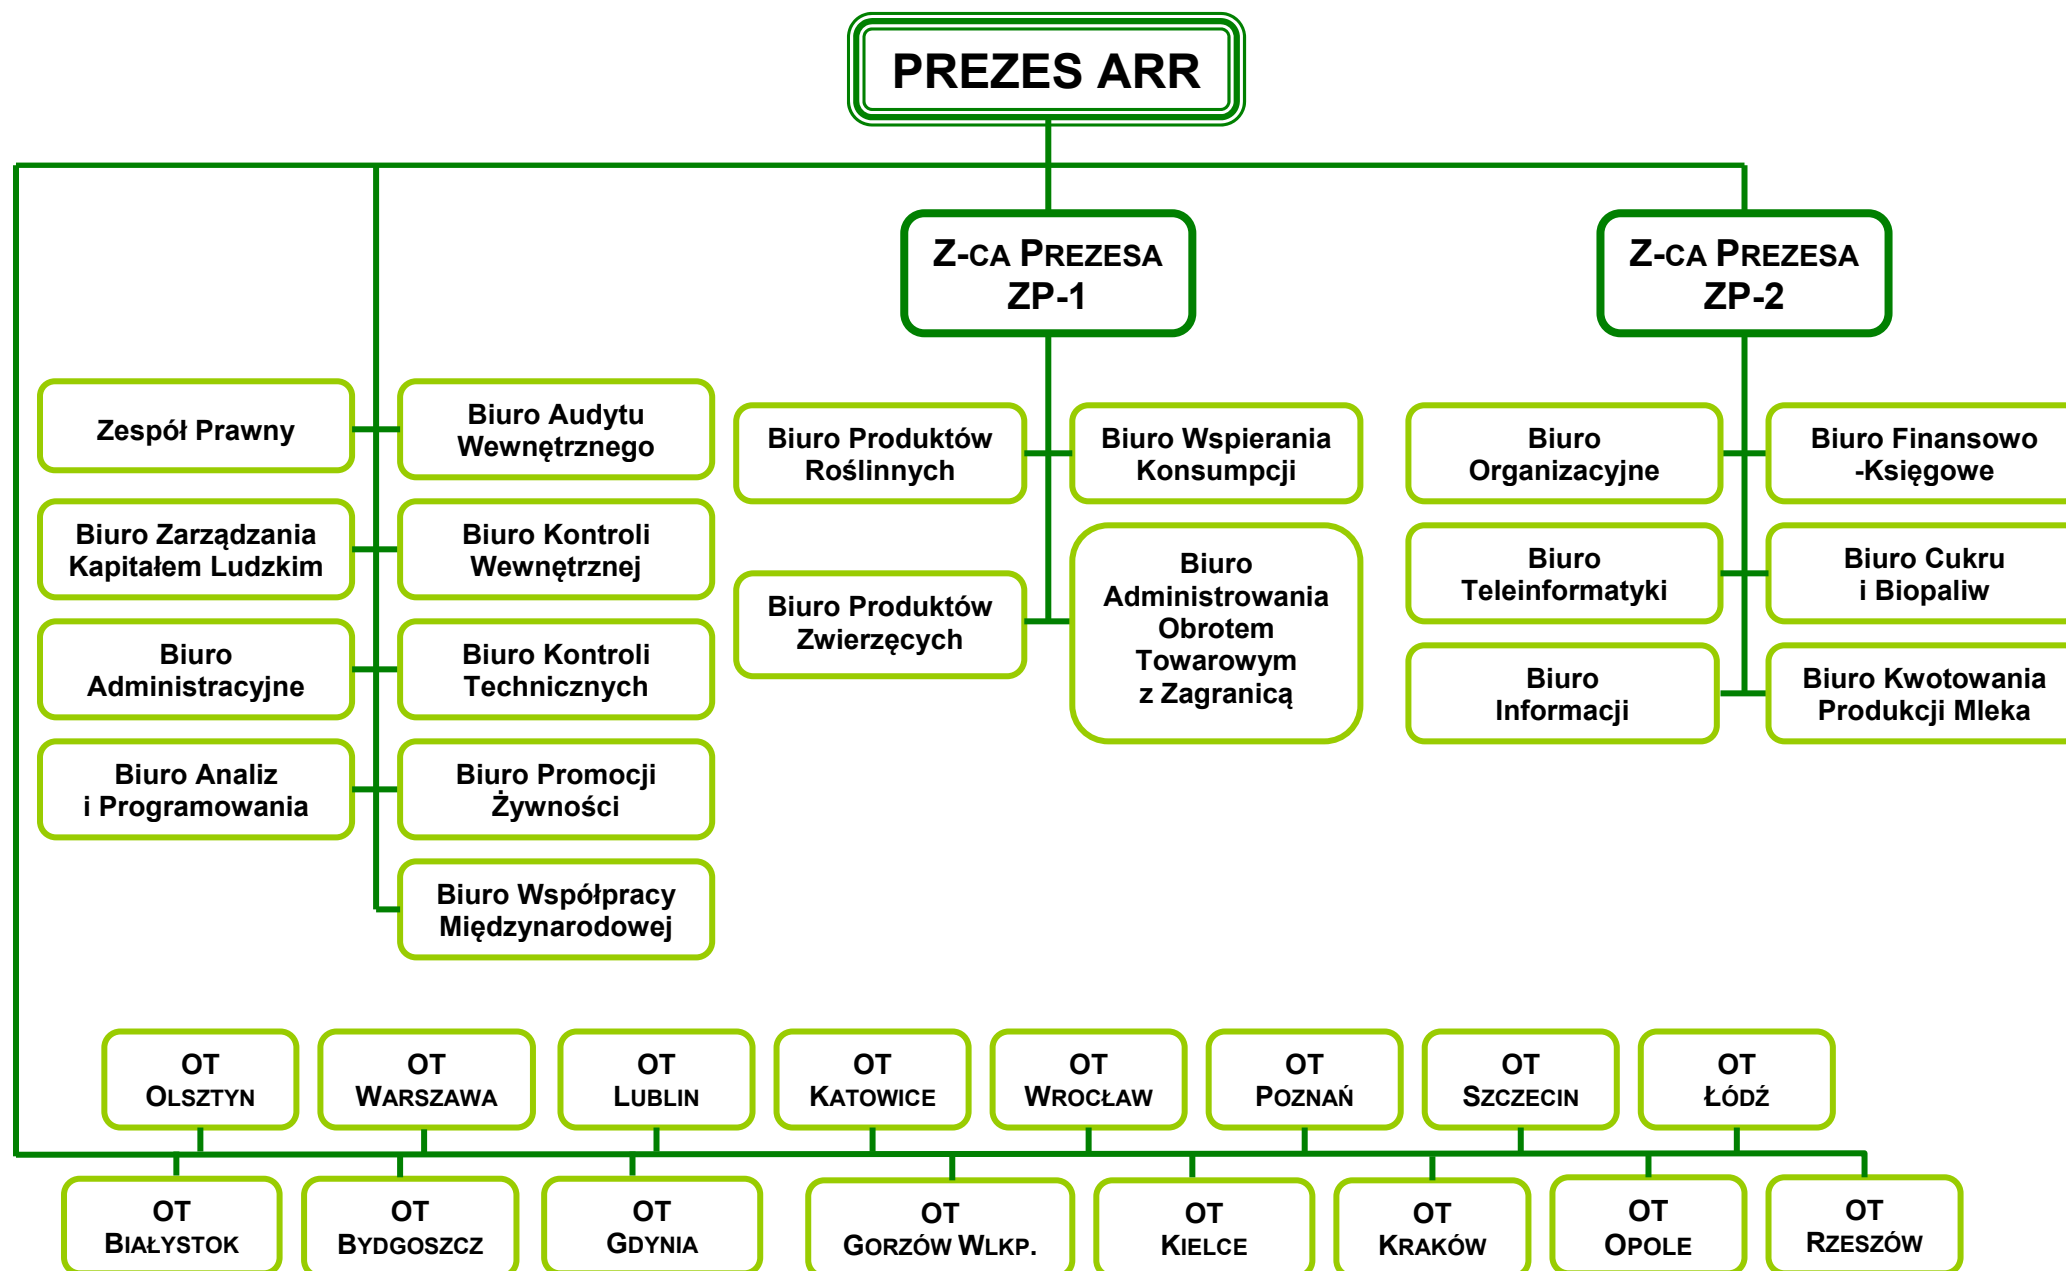 PREZES ARR
Z-CA PREZESA
ZP-1
Z-CA PREZESA
ZP-2
Zespół Prawny
Biuro Audytu
Wewnętrznego
Biuro Zarządzania
Kapitałem Ludzkim
Biuro Kontroli
Wewnętrznej
Biuro
Administracyjne
Biuro Kontroli
Technicznych
Biuro Analiz
i Programowania
Biuro Promocji
Żywności
Biuro Współpracy
Międzynarodowej
Biuro Produktów
Roślinnych
Biuro Wspierania
Konsumpcji
Biuro Produktów
Zwierzęcych
Biuro
Administrowania
Obrotem
Towarowym
z Zagranicą
Biuro
Organizacyjne
Biuro Finansowo
-Księgowe
Biuro
Teleinformatyki
Biuro Cukru
i Biopaliw
Biuro
Informacji
Biuro Kwotowania
Produkcji Mleka
OT
OLSZTYN
OT
WARSZAWA
OT
LUBLIN
OT
KATOWICE
OT
WROCŁAW
OT
POZNAŃ
OT
SZCZECIN
OT
ŁÓDŹ
OT
BIAŁYSTOK
OT
BYDGOSZCZ
OT
GDYNIA
OT
GORZÓW WLKP.
OT
KIELCE
OT
KRAKÓW
OT
OPOLE
OT
RZESZÓW